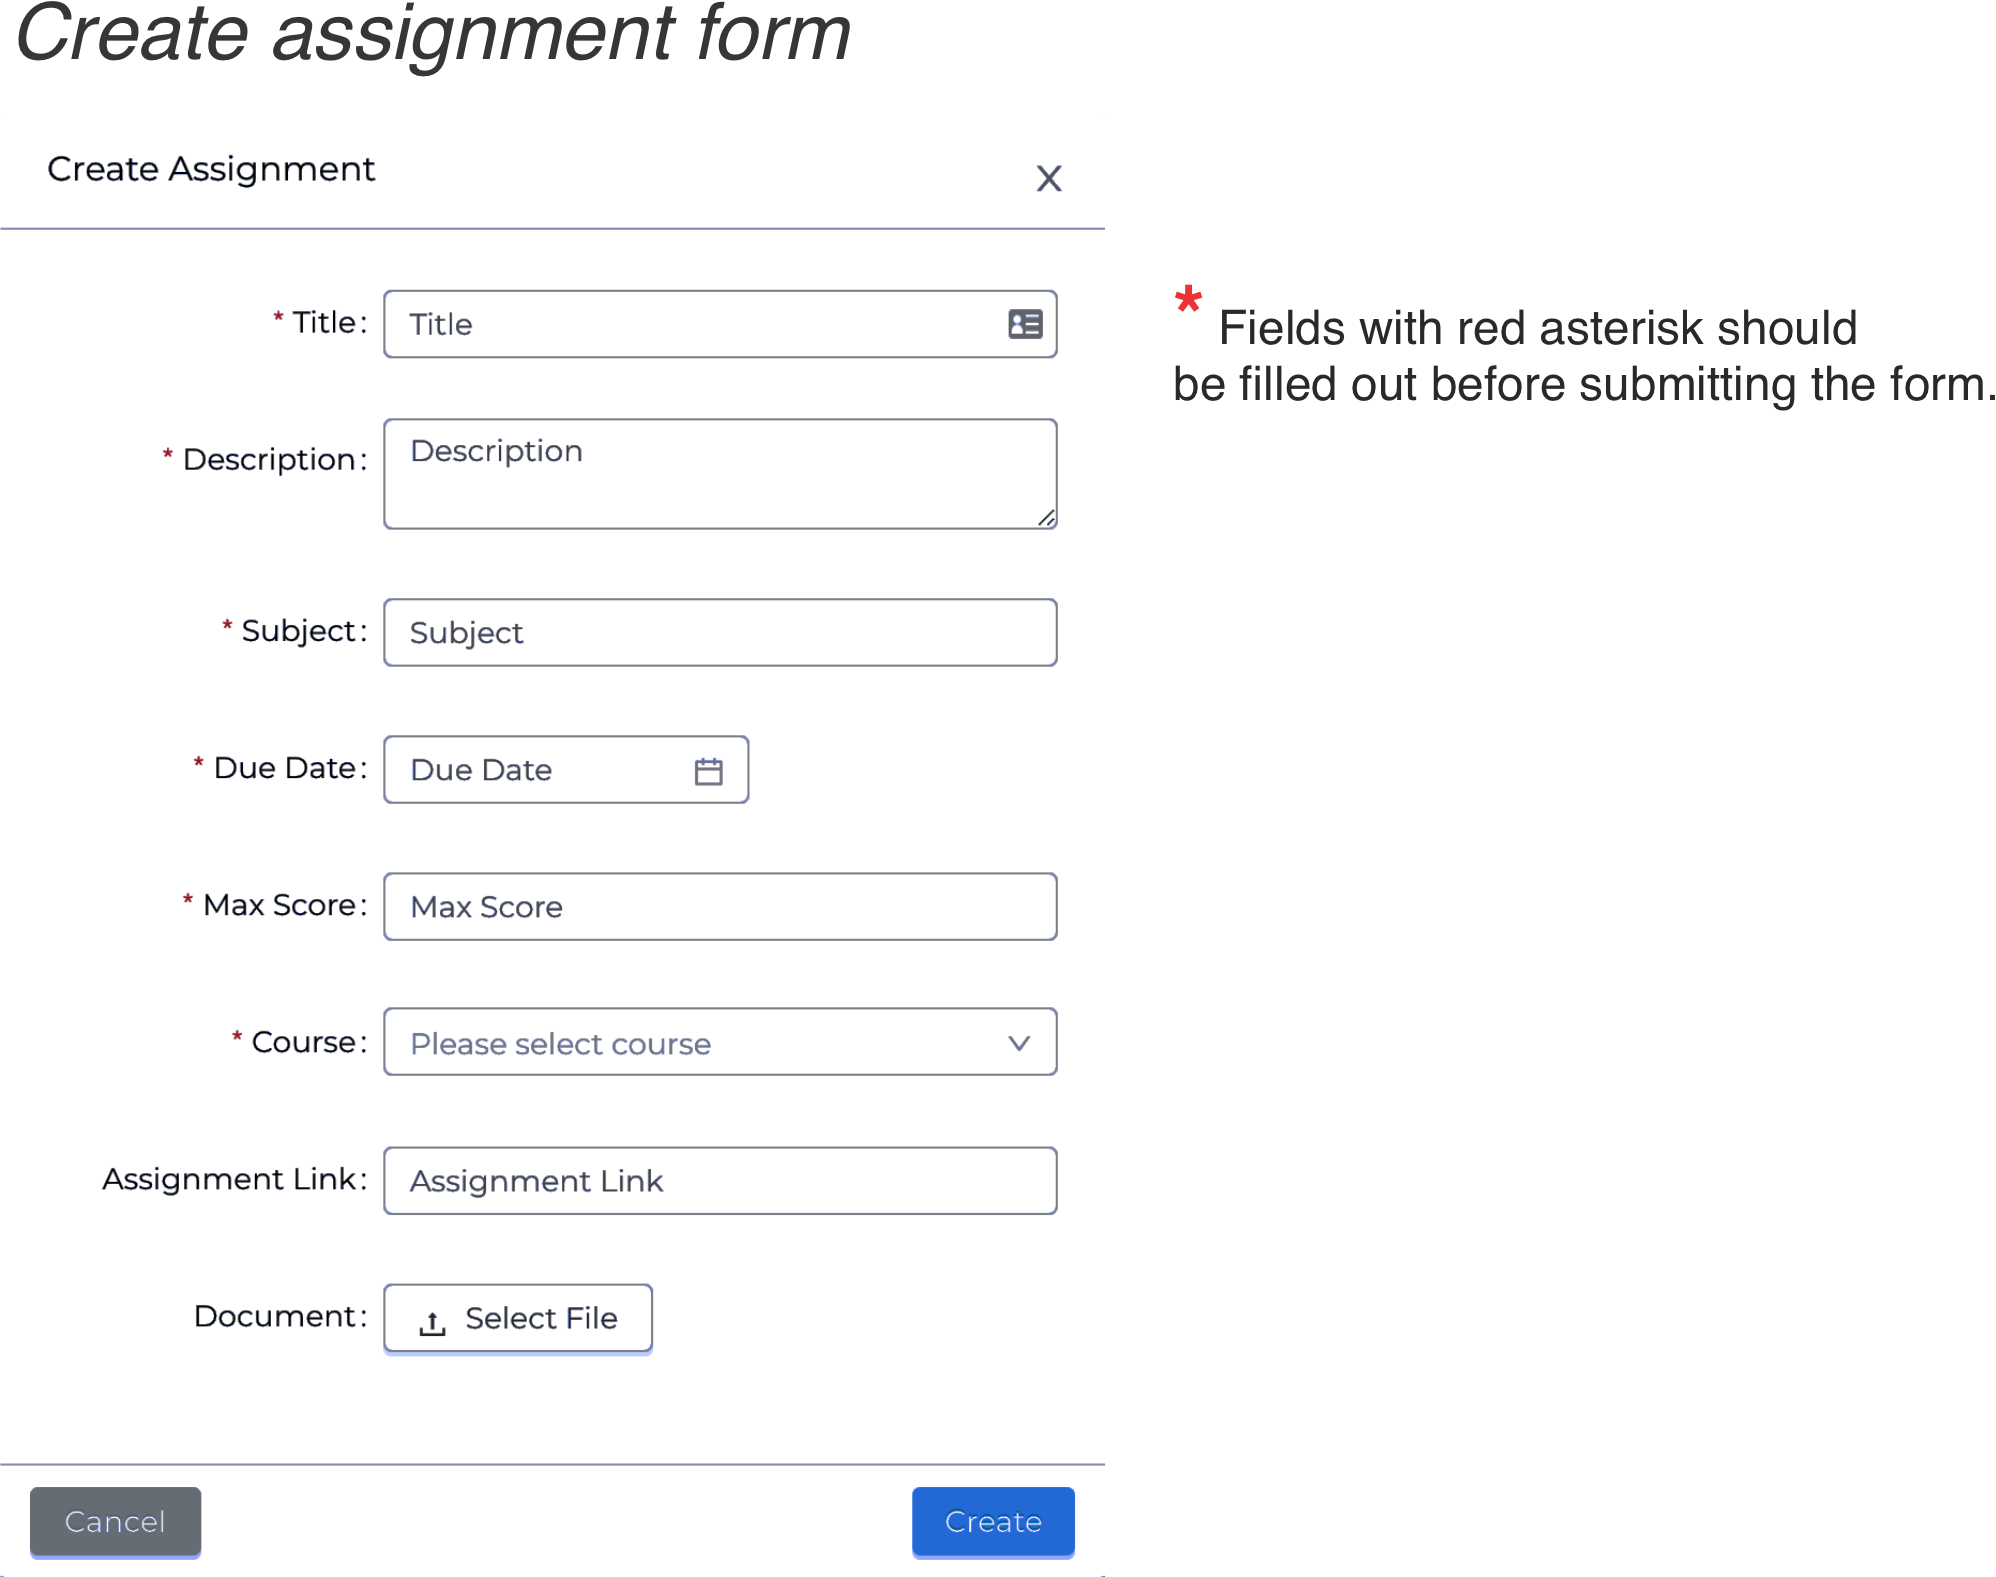 Create assignment form
Create Assignment
X
* Title: Title
* Description: Description
* Subject: Subject
* Due Date: Due Date
* Max Score: Max Score
* Course: Please select course
Assignment Link: Assignment Link
Document: Select File
Cancel Create
* Fields with red asterisk should
be filled out before submitting the form.